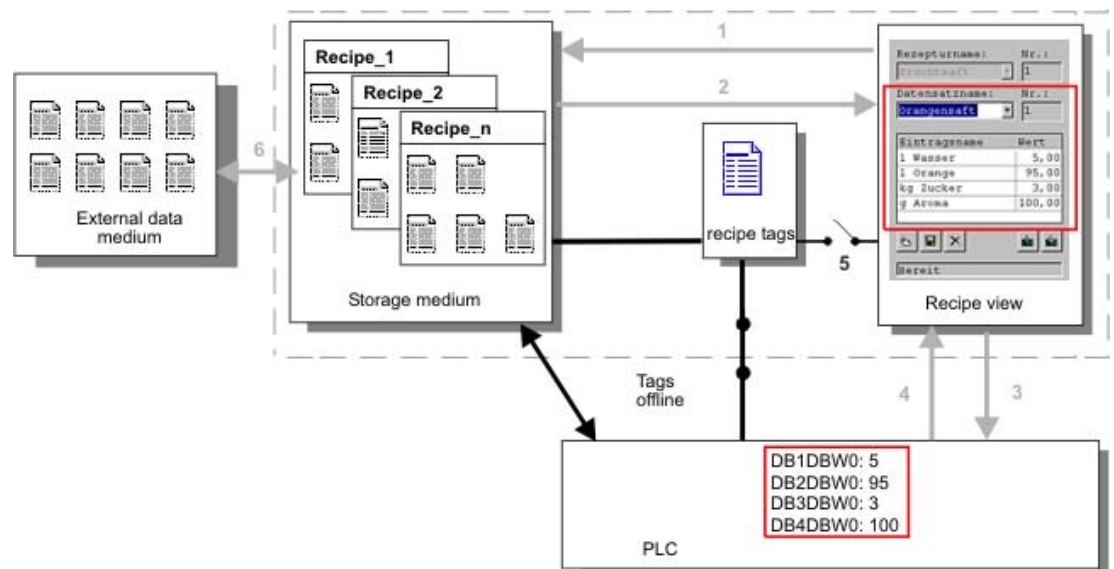 1
Recipe_1
2
Recipe_2
Recipe_n
6
External data
medium
Storage medium
recipe tags
5
Rezepturname:
Nr.:
Fruchtsaft
1
Datensatzname:
Nr.:
Orangensaft
1
Eintragsname Wert
l Wasser 5,00
l Orange 95,00
kg Zucker 3,00
g Aroma 100,00
Bereit
Recipe view
Tags
offline
4
3
DB1DBW0: 5
DB2DBW0: 95
DB3DBW0: 3
DB4DBW0: 100
PLC